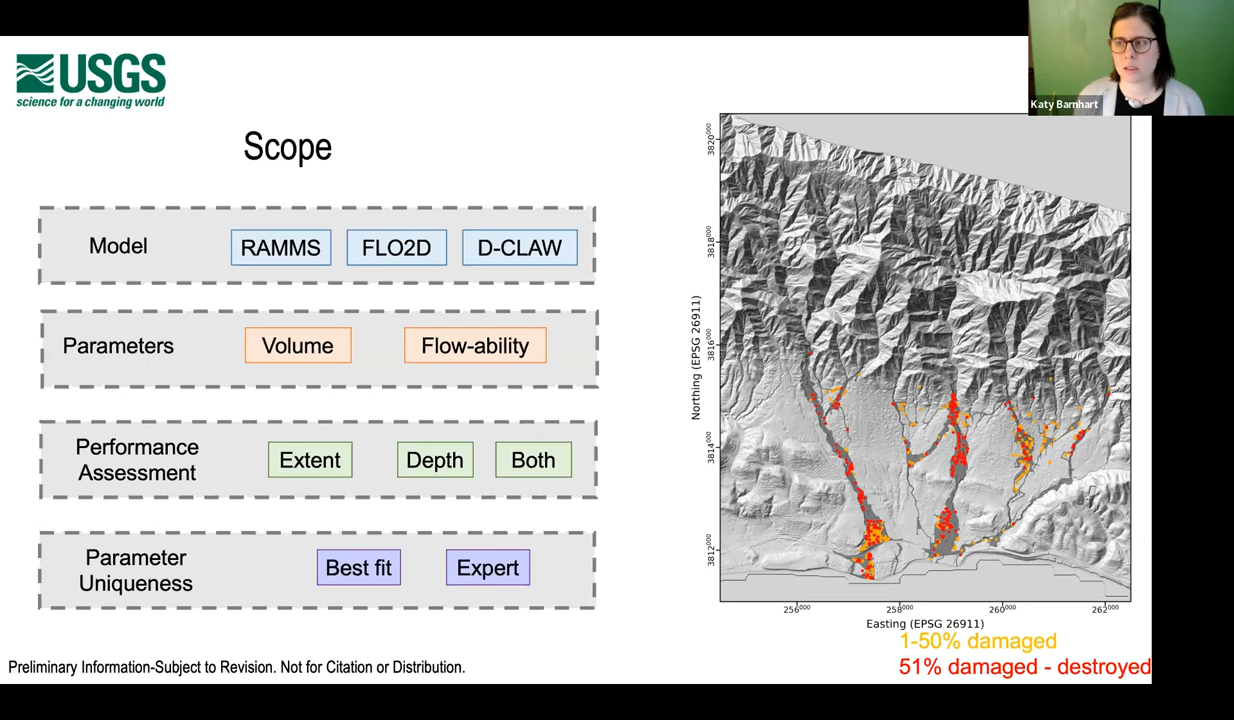 USGS
science for a changing world
Katy Barnhart
Scope
Model
RAMMS
FLO2D
D-CLAW
Parameters
Volume
Flow-ability
Performance
Assessment
Extent
Depth
Both
Parameter
Uniqueness
Best fit
Expert
Northing (EPSG 26911)
3820000
3818000
3816000
3814000
3812000
256000
258000
260000
262000
Easting (EPSG 26911)
1-50% damaged
51% damaged - destroyed
Preliminary Information-Subject to Revision. Not for Citation or Distribution.